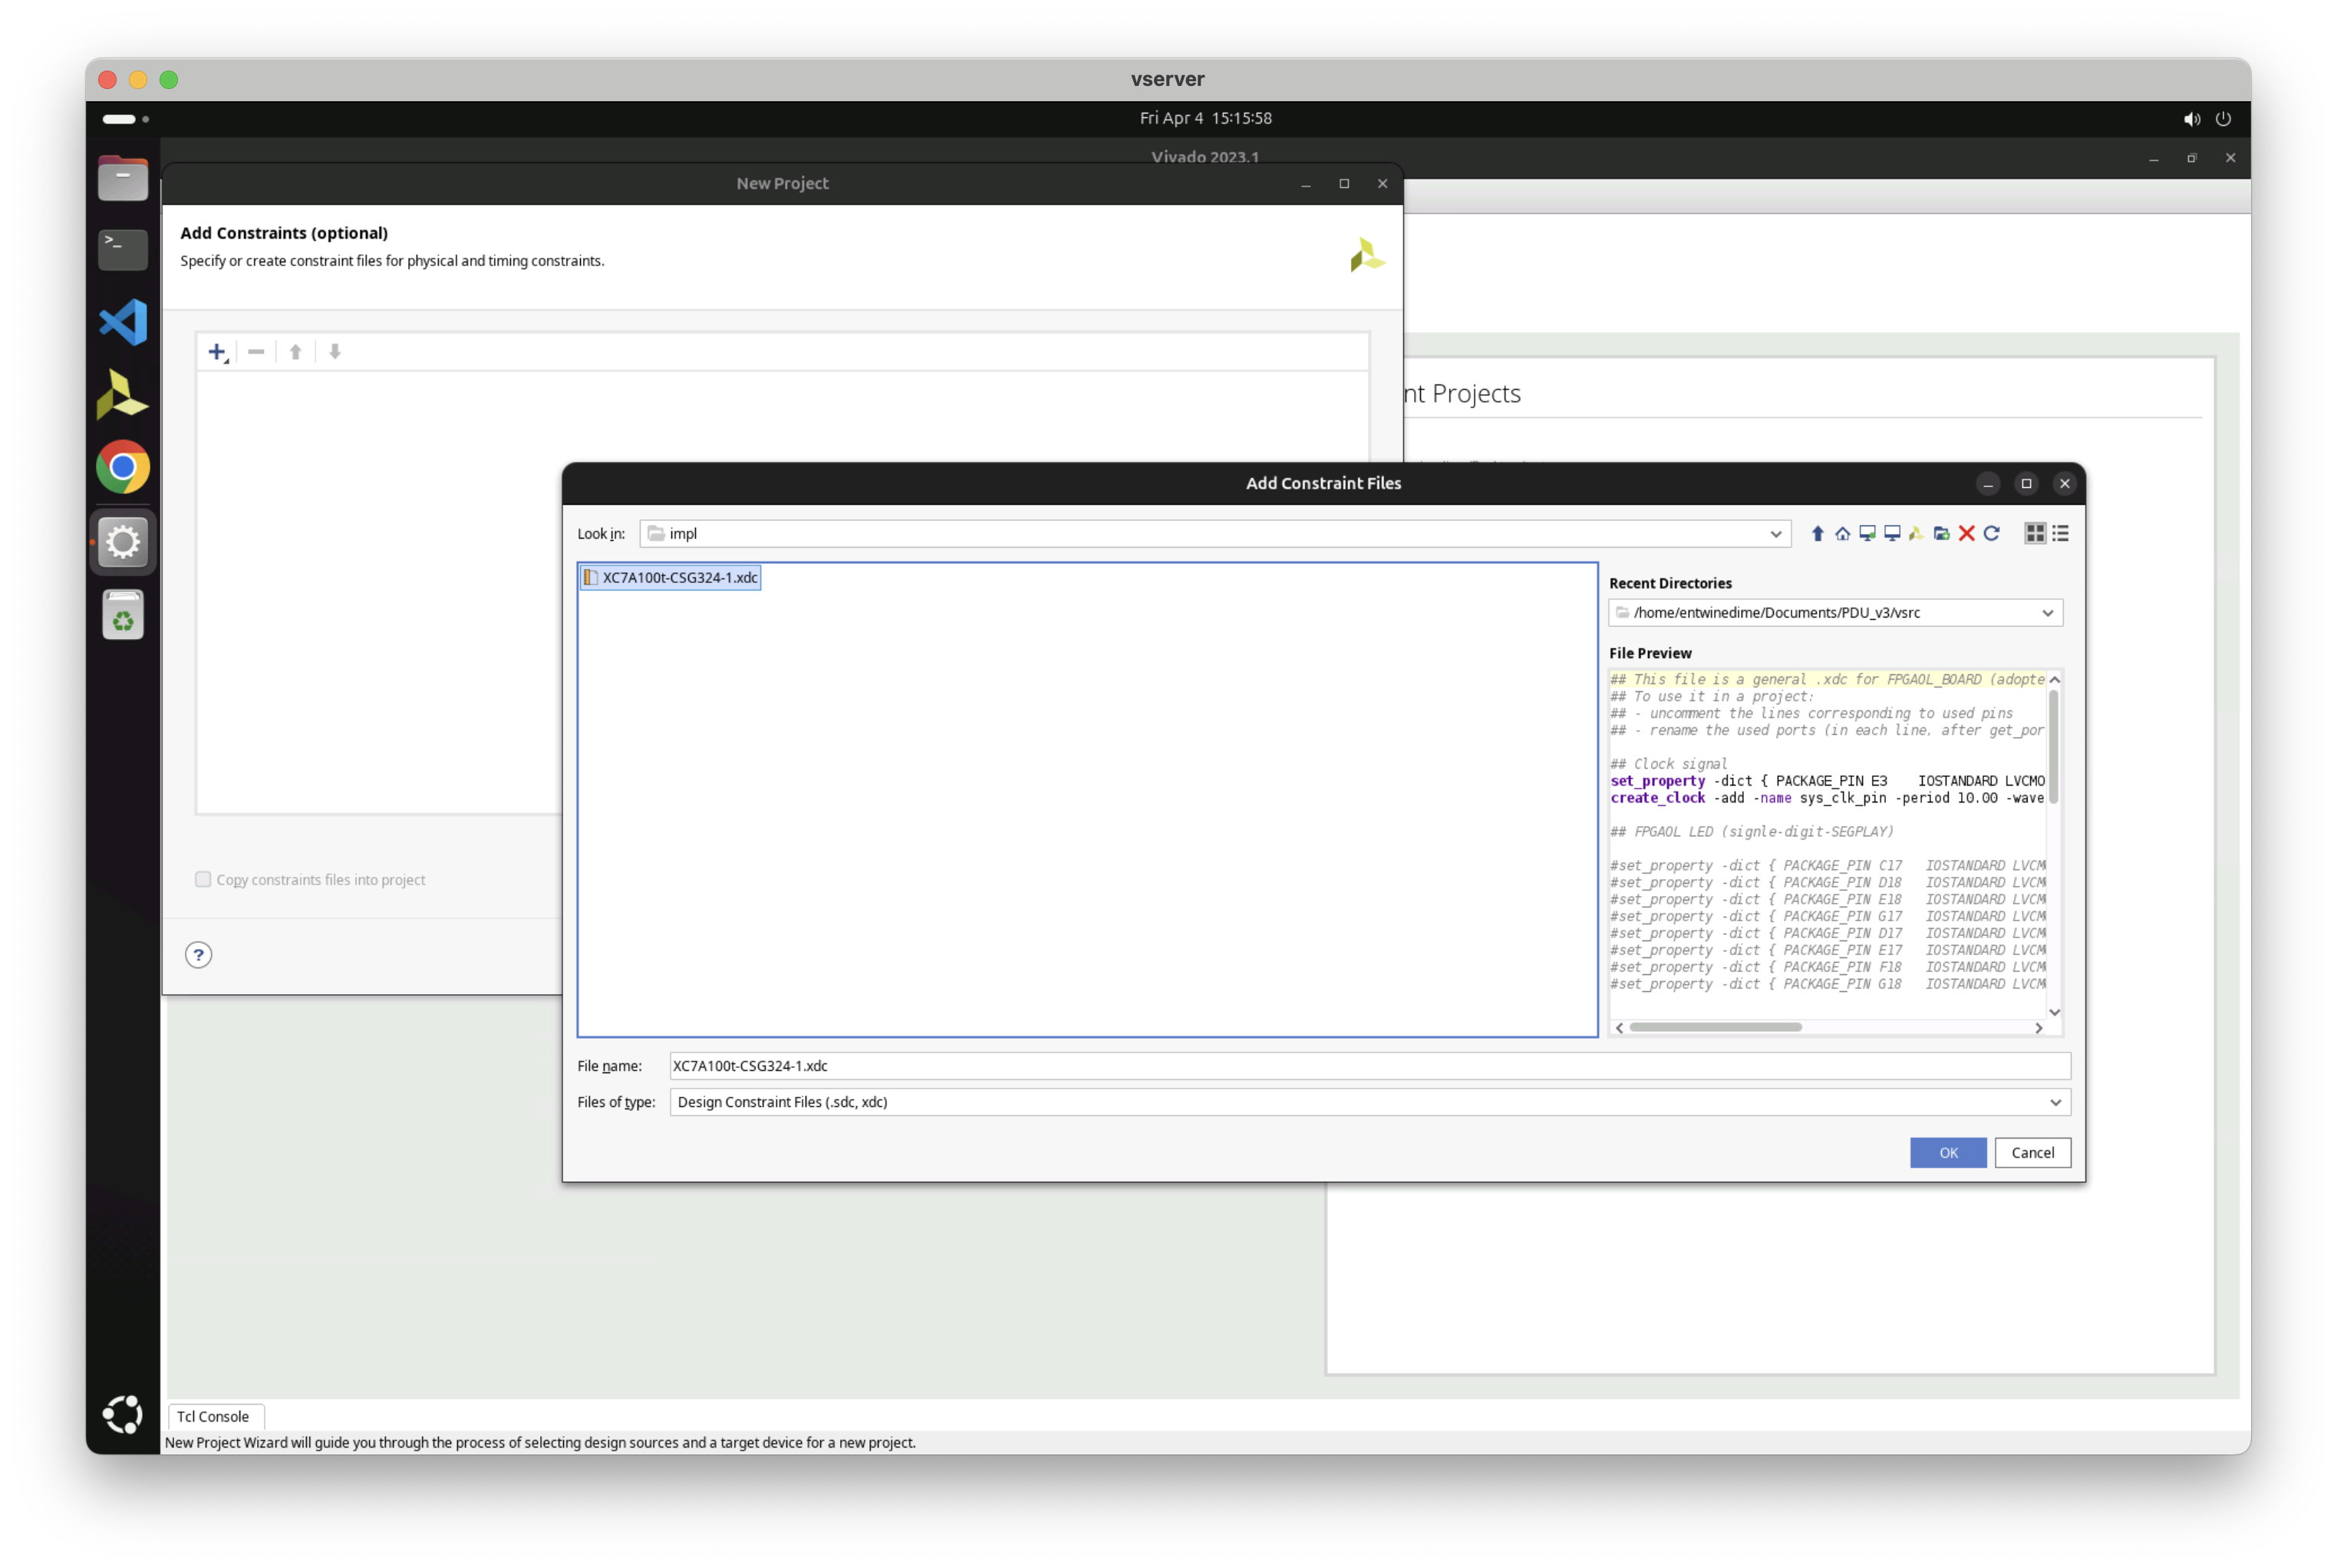 vserver
Fri Apr 4 15:15:58
Vivado 2023.1
New Project
Add Constraints (optional)
Specify or create constraint files for physical and timing constraints.
nt Projects
Add Constraint Files
Look in:
impl
XC7A100t-CSG324-1.xdc
Recent Directories
/home/entwinedime/Documents/PDU_v3/vsrc
File Preview
## This file is a general .xdc for FPGAOL_BOARD (adopte
## To use it in a project:
## - uncomment the lines corresponding to used pins
## - rename the used ports (in each line, after get_por
## Clock signal
set_property -dict { PACKAGE_PIN E3 IOSTANDARD LVCMO
create_clock -add -name sys_clk_pin -period 10.00 -wave
## FPGAOL LED (signle-digit-SEGPLAY)
#set_property -dict { PACKAGE_PIN C17 IOSTANDARD LVCM
#set_property -dict { PACKAGE_PIN D18 IOSTANDARD LVCM
#set_property -dict { PACKAGE_PIN E18 IOSTANDARD LVCM
#set_property -dict { PACKAGE_PIN G17 IOSTANDARD LVCM
#set_property -dict { PACKAGE_PIN D17 IOSTANDARD LVCM
#set_property -dict { PACKAGE_PIN E17 IOSTANDARD LVCM
#set_property -dict { PACKAGE_PIN F18 IOSTANDARD LVCM
#set_property -dict { PACKAGE_PIN G18 IOSTANDARD LVCM
Copy constraints files into project
?
File name:
XC7A100t-CSG324-1.xdc
Files of type:
Design Constraint Files (.sdc, xdc)
OK
Cancel
Tcl Console
New Project Wizard will guide you through the process of selecting design sources and a target device for a new project.